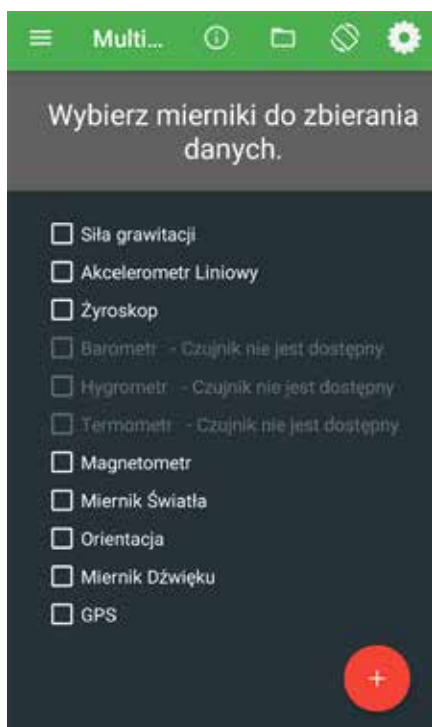 Multi...
Wybierz mierniki do zbierania
danych.
Siła grawitacji
Akcelerometr Liniowy
Żyroskop
Barometr - Czujnik nie jest dostępny
Hygrometr - Czujnik nie jest dostępny
Termometr - Czujnik nie jest dostępny
Magnetometr
Miernik Światła
Orientacja
Miernik Dźwięku
GPS